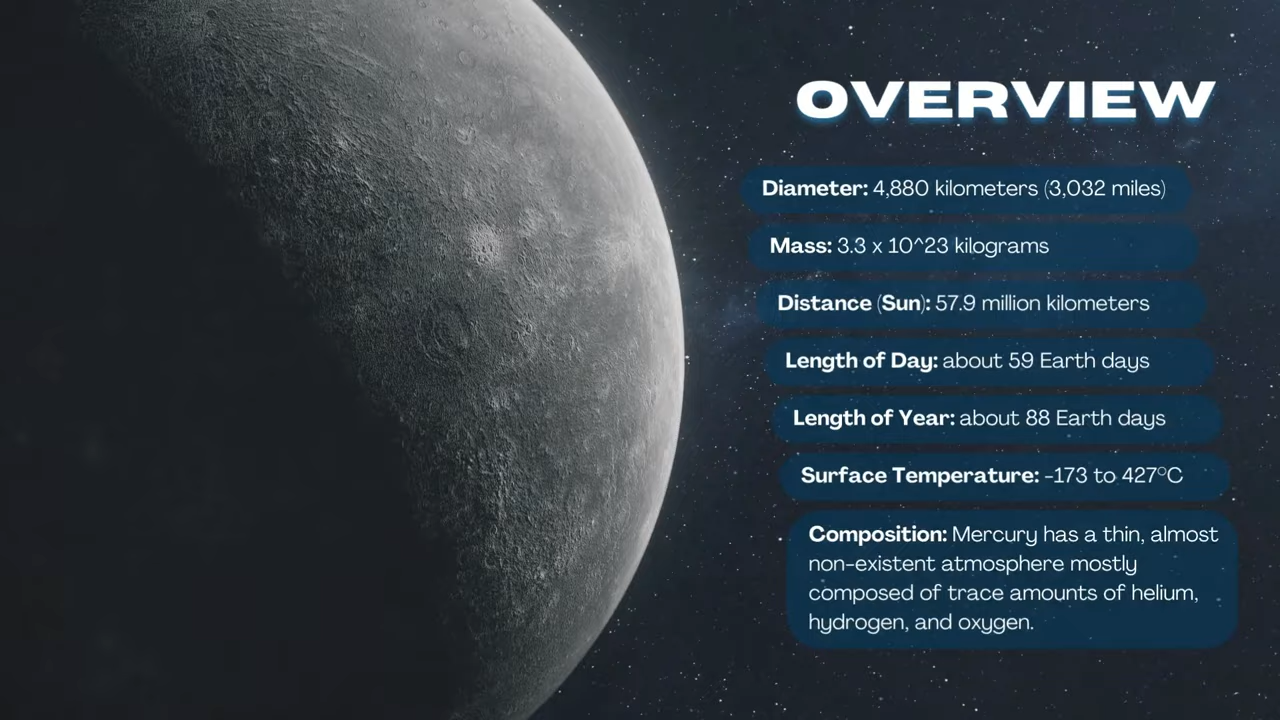 OVERVIEW
Diameter: 4,880 kilometers (3,032 miles)
Mass: 3.3 x 10^23 kilograms
Distance (Sun): 57.9 million kilometers
Length of Day: about 59 Earth days
Length of Year: about 88 Earth days
Surface Temperature: -173 to 427°C
Composition: Mercury has a thin, almost
non-existent atmosphere mostly
composed of trace amounts of helium,
hydrogen, and oxygen.